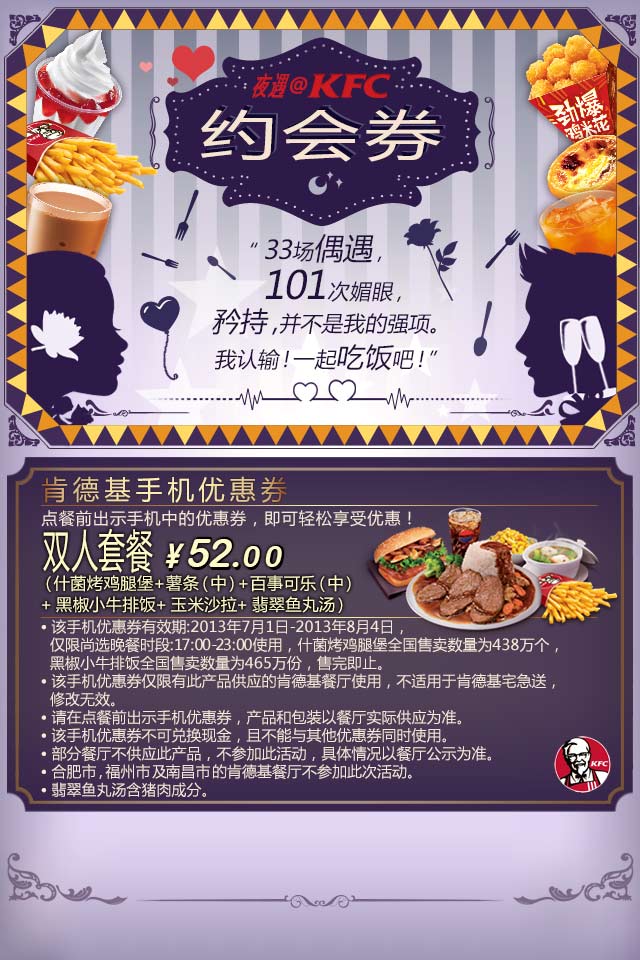 夜遇@KFC
约会券
劲爆
鸡米花
“33场偶遇，
101次媚眼，
矜持，并不是我的强项。
我认输！一起吃饭吧！”
肯德基手机优惠券
点餐前出示手机中的优惠券，即可轻松享受优惠！
双人套餐 ¥52.00
（什菌烤鸡腿堡+薯条（中）+百事可乐（中）
+ 黑椒小牛排饭+ 玉米沙拉+ 翡翠鱼丸汤）
• 该手机优惠券有效期:2013年7月1日-2013年8月4日，
仅限尚选晚餐时段:17:00-23:00使用，什菌烤鸡腿堡全国售卖数量为438万个，
黑椒小牛排饭全国售卖数量为465万份，售完即止。
• 该手机优惠券仅限有此产品供应的肯德基餐厅使用，不适用于肯德基宅急送，
修改无效。
• 请在点餐前出示手机优惠券，产品和包装以餐厅实际供应为准。
• 该手机优惠券不可兑换现金，且不能与其他优惠券同时使用。
• 部分餐厅不供应此产品，不参加此活动，具体情况以餐厅公示为准。
• 合肥市，福州市及南昌市的肯德基餐厅不参加此次活动。
• 翡翠鱼丸汤含猪肉成分。
KFC